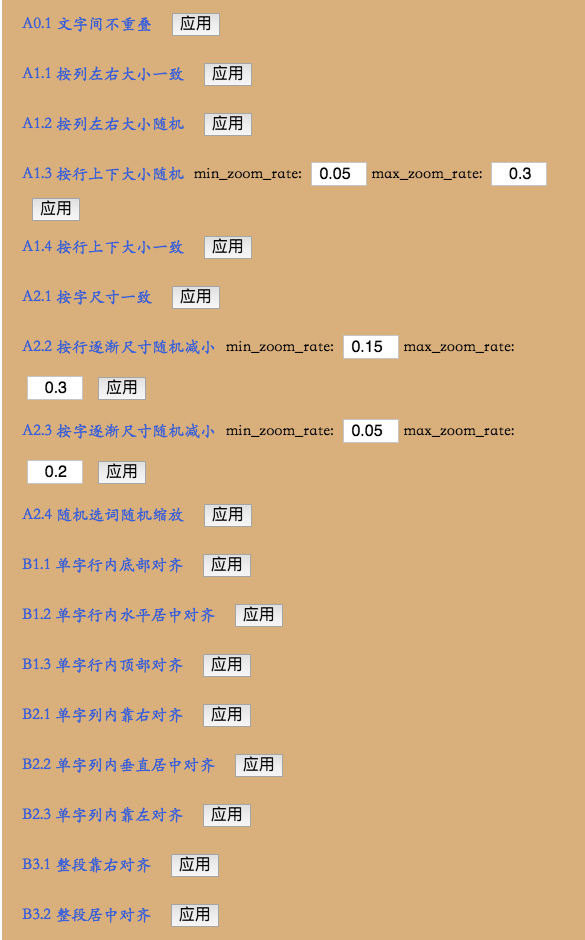 A0.1 文字间不重叠 应用
A1.1 按列左右大小一致 应用
A1.2 按列左右大小随机 应用
A1.3 按行上下大小随机 min_zoom_rate: 0.05 max_zoom_rate: 0.3
应用
A1.4 按行上下大小一致 应用
A2.1 按字尺寸一致 应用
A2.2 按行逐渐尺寸随机减小 min_zoom_rate: 0.15 max_zoom_rate:
0.3 应用
A2.3 按字逐渐尺寸随机减小 min_zoom_rate: 0.05 max_zoom_rate:
0.2 应用
A2.4 随机选词随机缩放 应用
B1.1 单字行内底部对齐 应用
B1.2 单字行内水平居中对齐 应用
B1.3 单字行内顶部对齐 应用
B2.1 单字列内靠右对齐 应用
B2.2 单字列内垂直居中对齐 应用
B2.3 单字列内靠左对齐 应用
B3.1 整段靠右对齐 应用
B3.2 整段居中对齐 应用